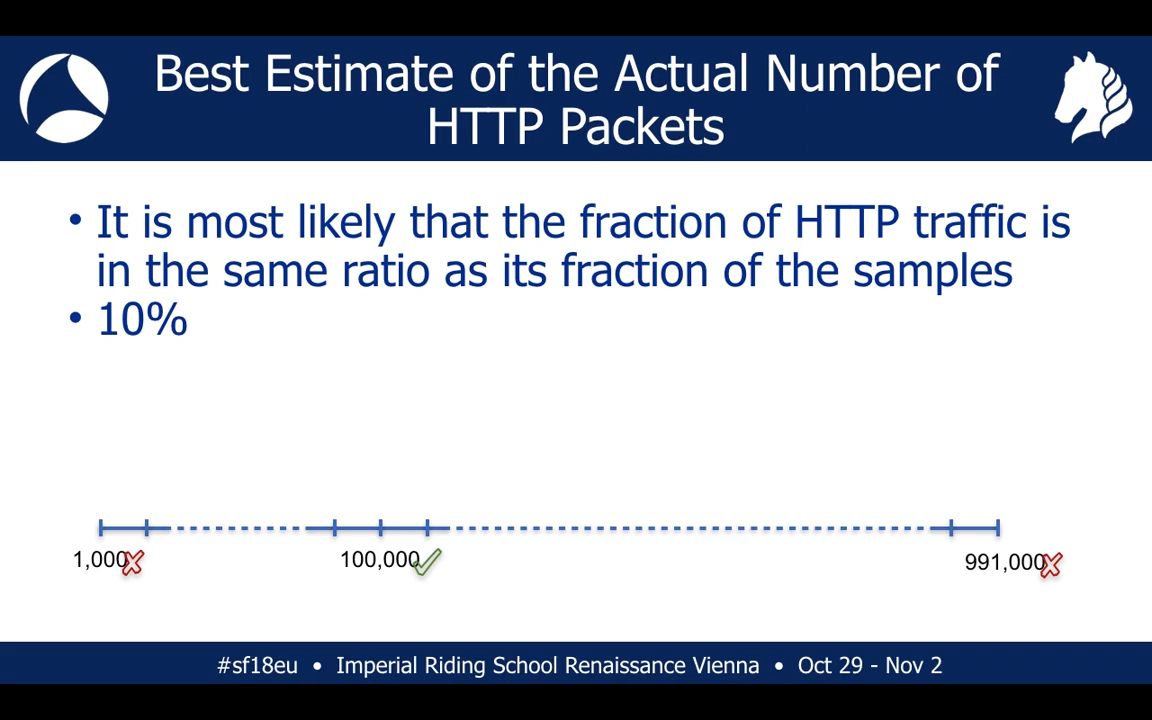 Best Estimate of the Actual Number of
HTTP Packets
• It is most likely that the fraction of HTTP traffic is
in the same ratio as its fraction of the samples
• 10%
1,000 100,000 991,000
#sf18eu • Imperial Riding School Renaissance Vienna • Oct 29 - Nov 2